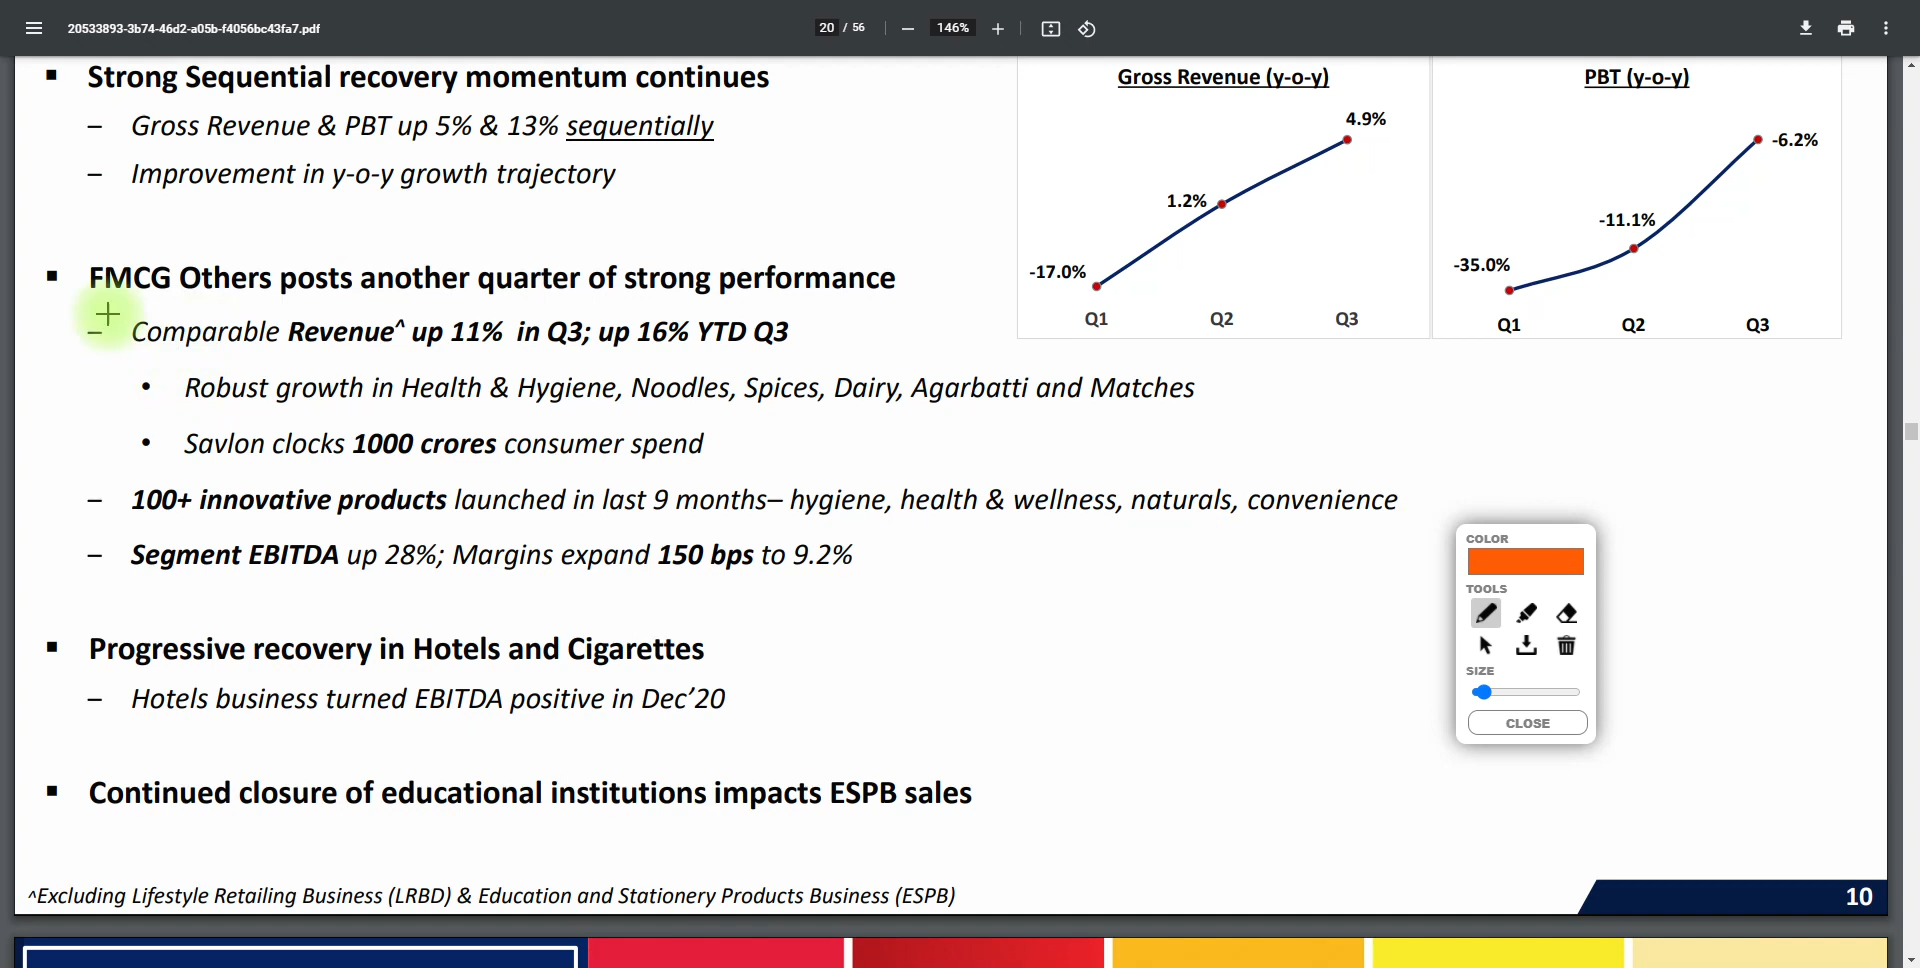 20533893-3b74-46d2-a05b-f4056bc43fa7.pdf
20 / 56
146%
▪ Strong Sequential recovery momentum continues
– Gross Revenue & PBT up 5% & 13% sequentially
– Improvement in y-o-y growth trajectory
Gross Revenue (y-o-y)
4.9%
1.2%
-17.0%
Q1 Q2 Q3
PBT (y-o-y)
-6.2%
-11.1%
-35.0%
Q1 Q2 Q3
▪ FMCG Others posts another quarter of strong performance
– Comparable Revenue^ up 11% in Q3; up 16% YTD Q3
• Robust growth in Health & Hygiene, Noodles, Spices, Dairy, Agarbatti and Matches
• Savlon clocks 1000 crores consumer spend
– 100+ innovative products launched in last 9 months– hygiene, health & wellness, naturals, convenience
– Segment EBITDA up 28%; Margins expand 150 bps to 9.2%
▪ Progressive recovery in Hotels and Cigarettes
– Hotels business turned EBITDA positive in Dec’20
▪ Continued closure of educational institutions impacts ESPB sales
COLOR
TOOLS
SIZE
CLOSE
^Excluding Lifestyle Retailing Business (LRBD) & Education and Stationery Products Business (ESPB)
10